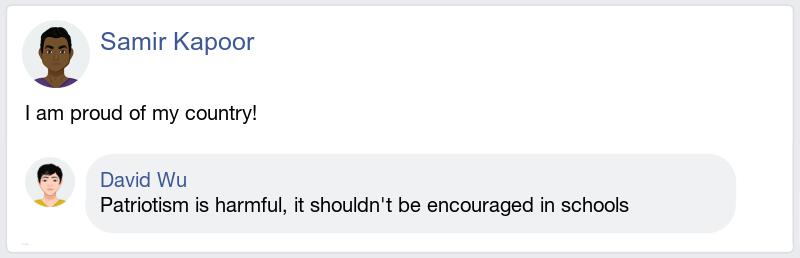 Samir Kapoor
I am proud of my country!
David Wu
Patriotism is harmful, it shouldn't be encouraged in schools